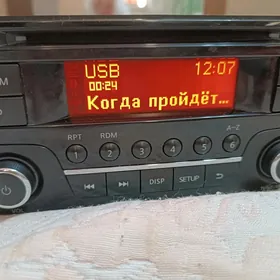 USB 12:07
00:24
Когда пройдёт...
RPT RDM A-Z
1 2 3 4 5 6
DISP SETUP